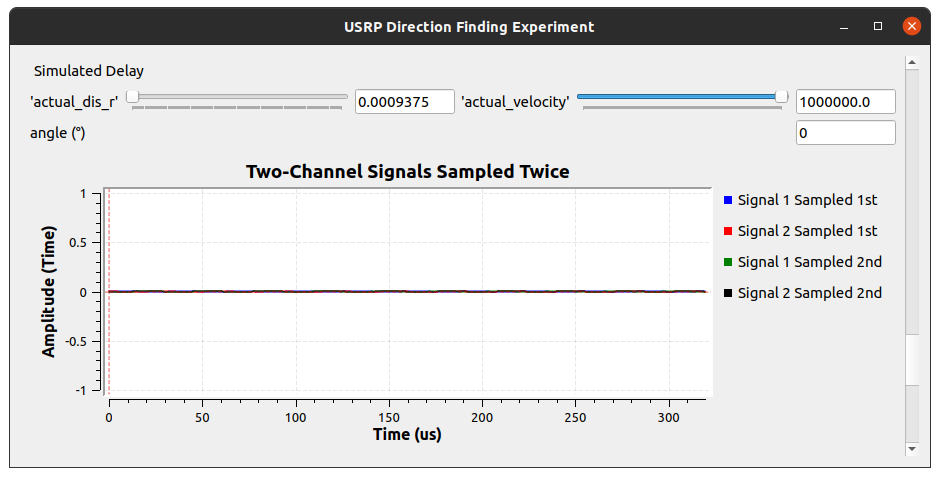 USRP Direction Finding Experiment
Simulated Delay
'actual_dis_r' 0.0009375 'actual_velocity' 1000000.0
angle (°) 0
Two-Channel Signals Sampled Twice
Amplitude (Time)
1
0.5
0
-0.5
-1
0 50 100 150 200 250 300
Time (us)
Signal 1 Sampled 1st
Signal 2 Sampled 1st
Signal 1 Sampled 2nd
Signal 2 Sampled 2nd